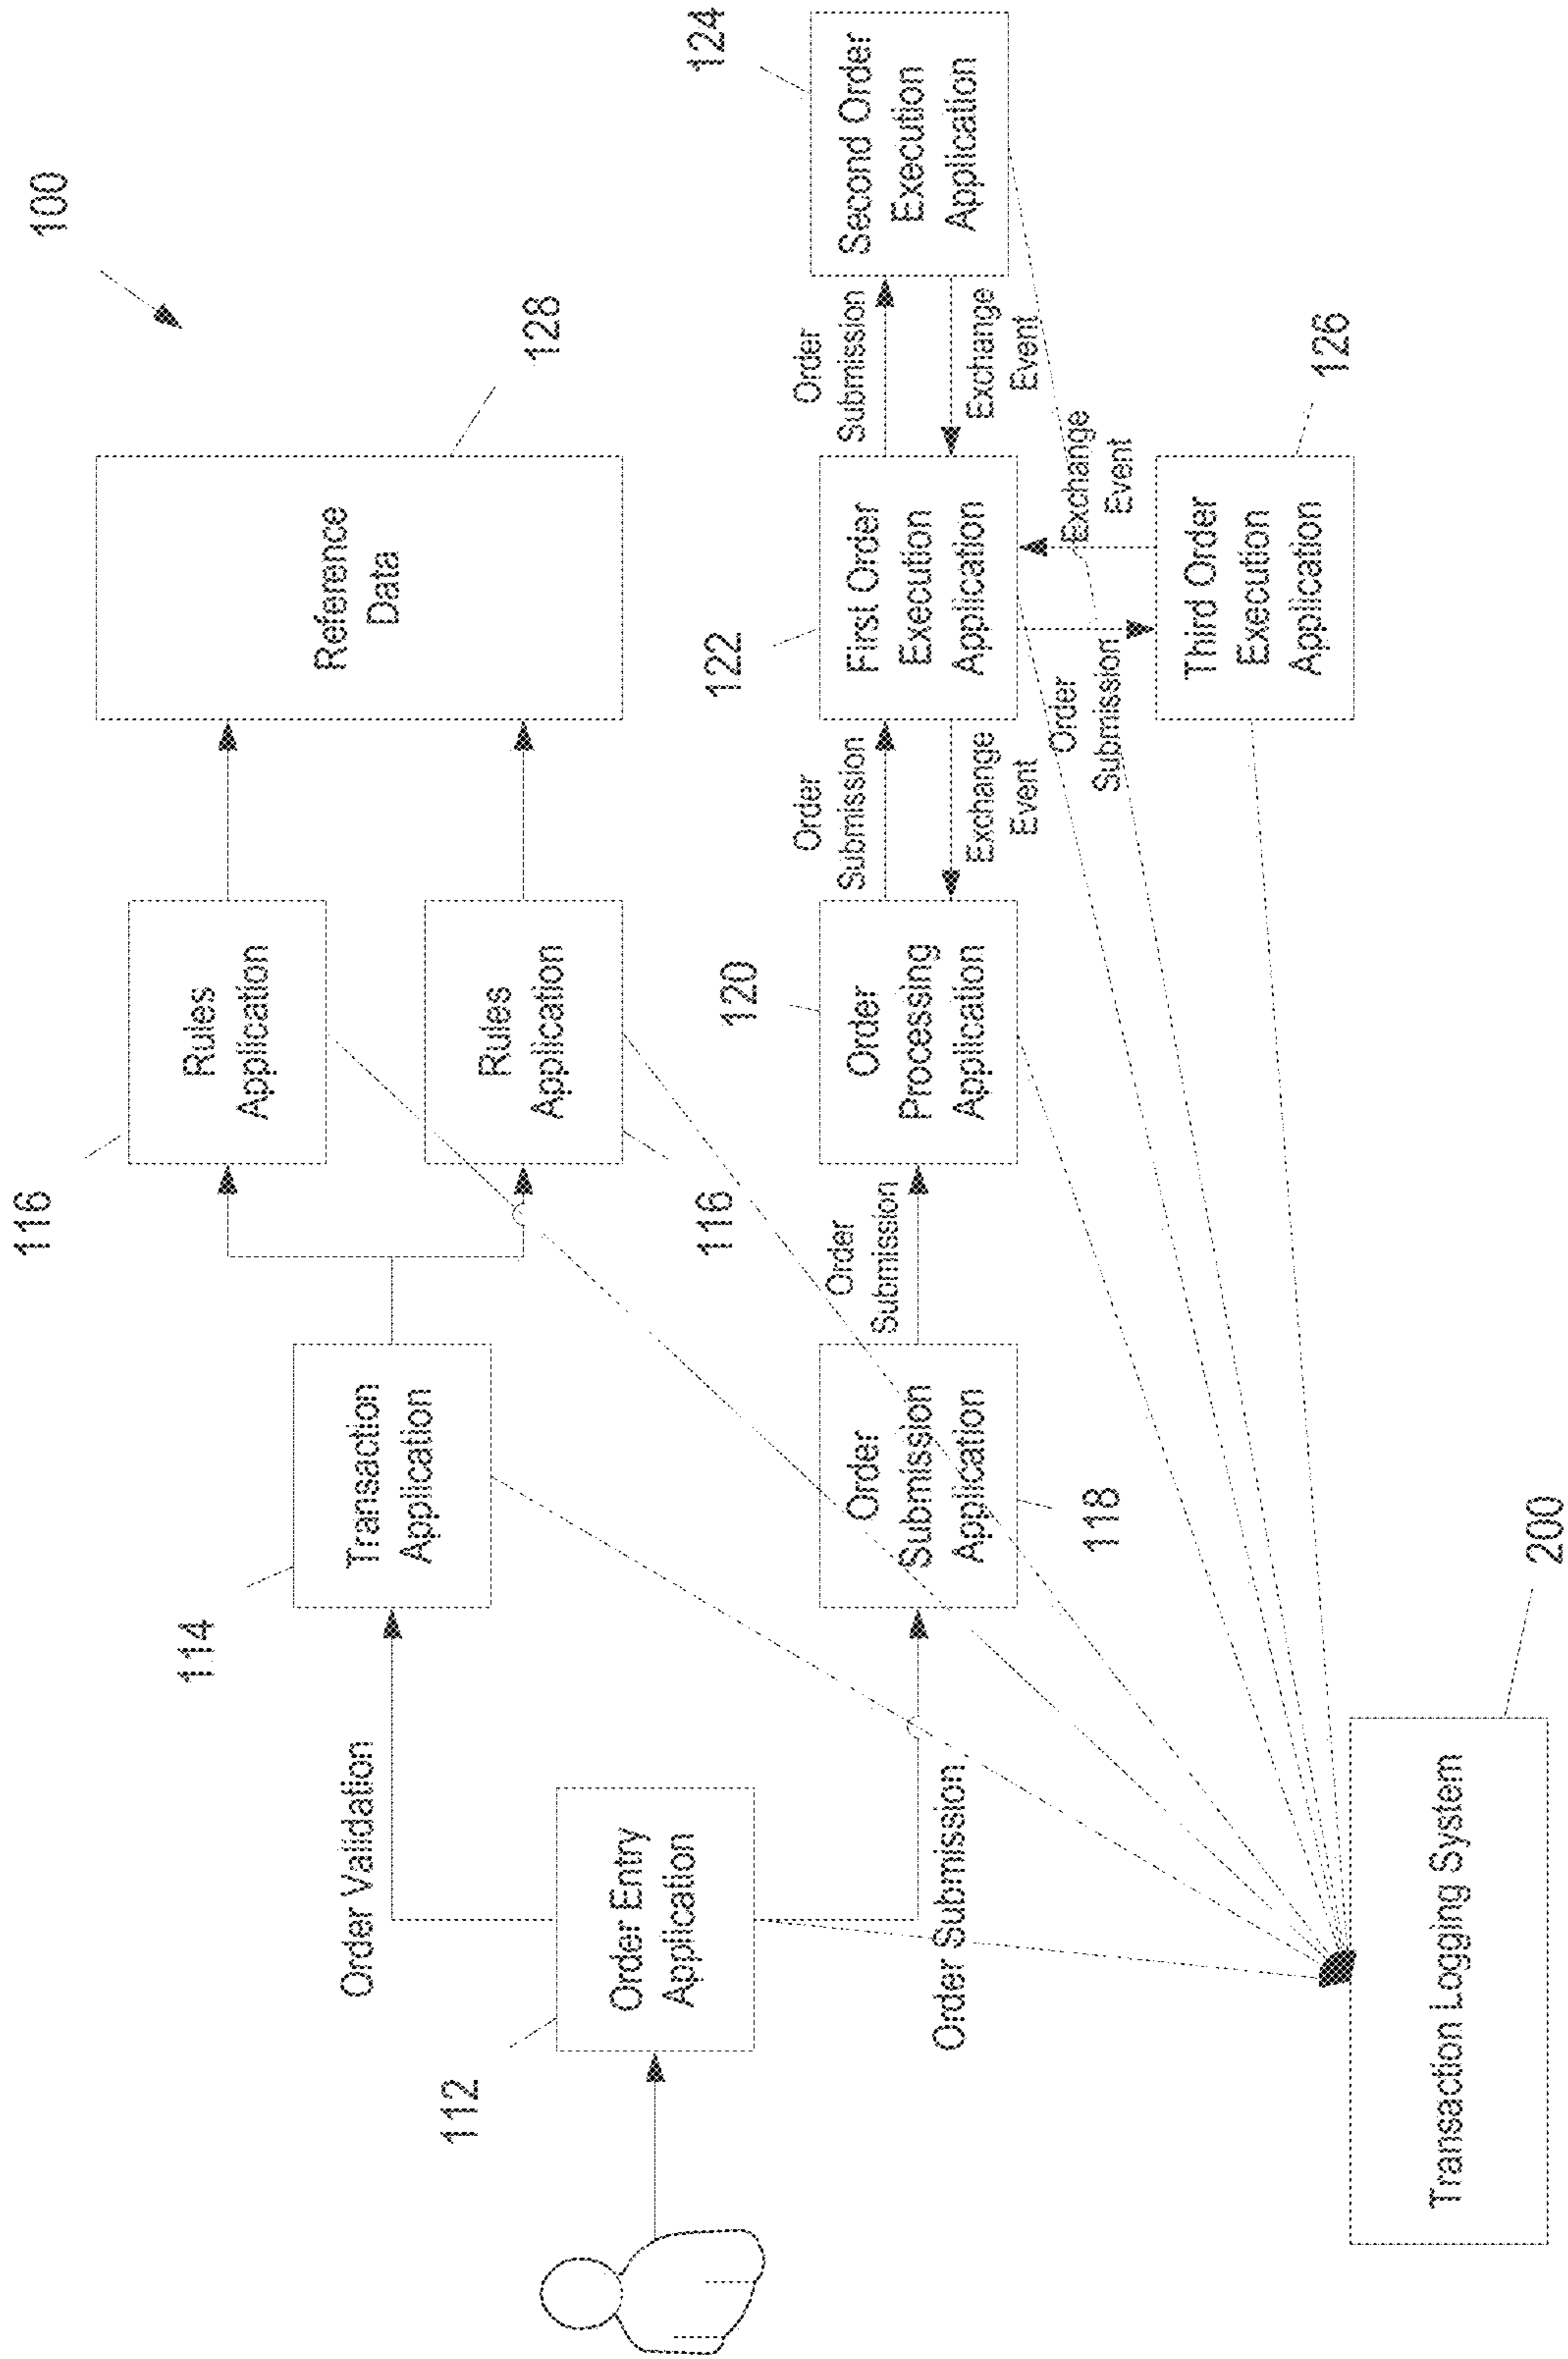 100
116
Rules
Application
Reference
Data
128
114
Transaction
Application
Order Validation
Rules
Application
116
112
Order Entry
Application
Order Submission
118
Order
Submission
Application
Order
Submission
120
Order
Processing
Application
Order
Submission
Exchange
Event
122
First Order
Execution
Application
Order
Submission
Exchange
Event
124
Second Order
Execution
Application
Order
Submission
Exchange
Event
126
Third Order
Execution
Application
Transaction Logging System
200